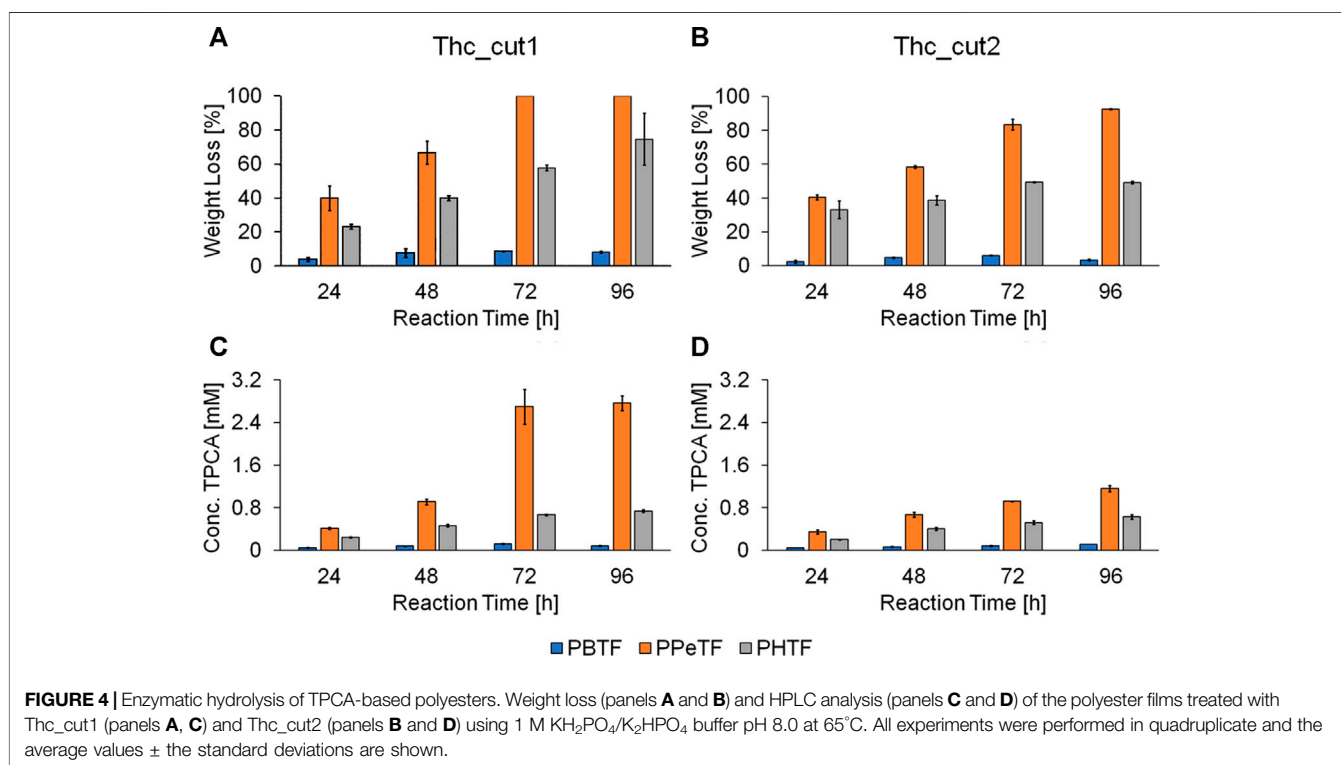 A
Thc_cut1
Weight Loss [%]
100
80
60
40
20
0
24 48 72 96
Reaction Time [h]
B
Thc_cut2
Weight Loss [%]
100
80
60
40
20
0
24 48 72 96
Reaction Time [h]
C
Conc. TPCA [mM]
3.2
2.4
1.6
0.8
0
24 48 72 96
Reaction Time [h]
D
Conc. TPCA [mM]
3.2
2.4
1.6
0.8
0
24 48 72 96
Reaction Time [h]
PBTF PPeTF PHTF
FIGURE 4 | Enzymatic hydrolysis of TPCA-based polyesters. Weight loss (panels A and B) and HPLC analysis (panels C and D) of the polyester films treated with
Thc_cut1 (panels A, C) and Thc_cut2 (panels B and D) using 1 M KH₂PO₄/K₂HPO₄ buffer pH 8.0 at 65°C. All experiments were performed in quadruplicate and the
average values ± the standard deviations are shown.